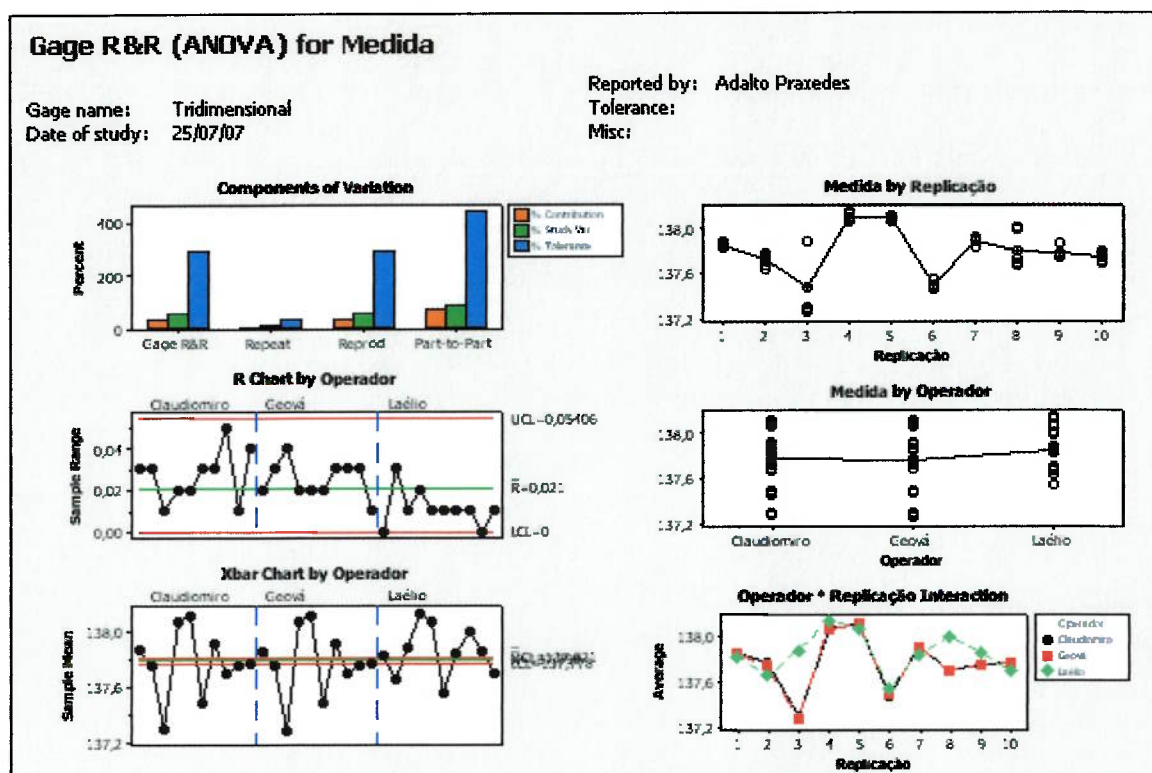 Gage R&R (ANOVA) for Medida
Gage name: Tridimensional
Date of study: 25/07/07
Reported by: Adalto Praxedes
Tolerance:
Misc:
Components of Variation
Percent
400
200
0
Gage R&R Repeat Reprod Part-to-Part
% Contribution
% Study Var
% Tolerance
R Chart by Operador
Claudiomiro Geová Laélio
Sample Range
0,04
0,02
0,00
UCL=0,05406
R=0,021
LCL=0
Xbar Chart by Operador
Claudiomiro Geová Laélio
Sample Mean
138,0
137,6
137,2
Medida by Replicação
138,0
137,6
137,2
1 2 3 4 5 6 7 8 9 10
Replicação
Medida by Operador
138,0
137,6
137,2
Claudiomiro Geová Laélio
Operador
Operador * Replicação Interaction
Average
138,0
137,6
137,2
1 2 3 4 5 6 7 8 9 10
Replicação
Operador
Claudiomiro
Geová
Laélio